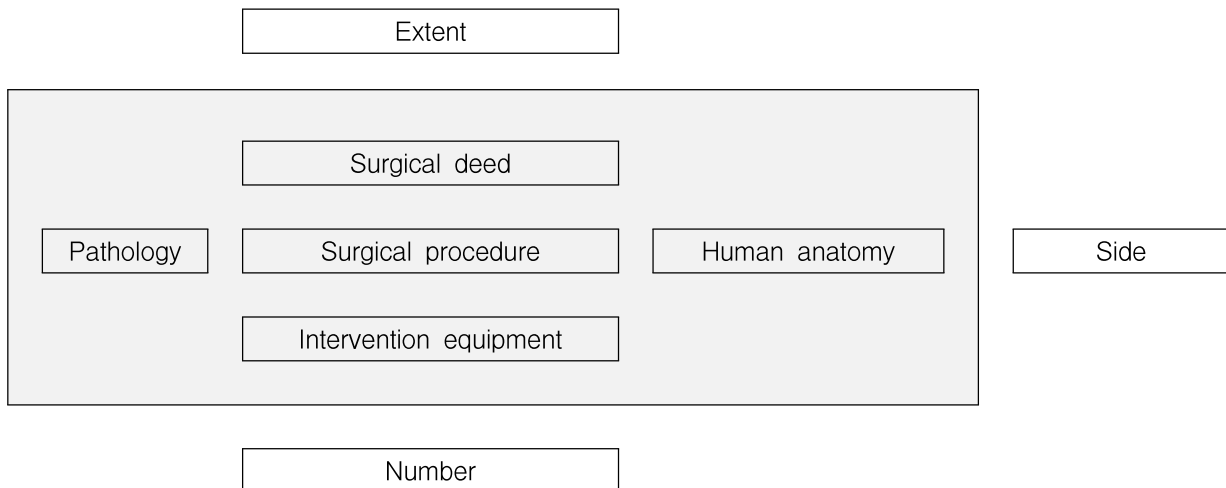 Extent
Surgical deed
Pathology
Surgical procedure
Human anatomy
Side
Intervention equipment
Number